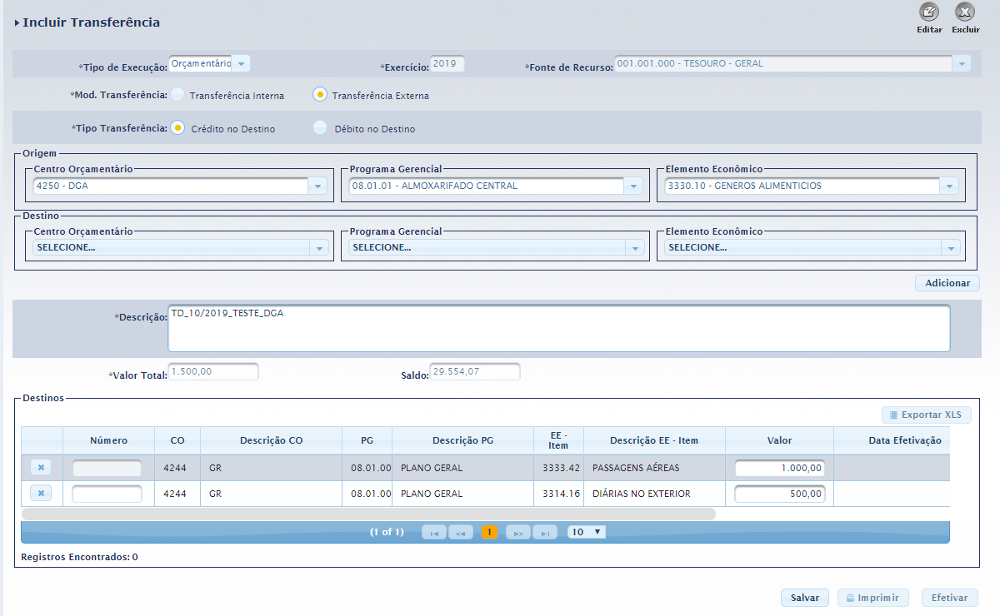 Incluir Transferência
Editar Excluir
*Tipo de Execução: Orçamentário *Exercício: 2019 *Fonte de Recurso: 001.001.000 - TESOURO - GERAL
*Mod. Transferência: Transferência Interna Transferência Externa
*Tipo Transferência: Crédito no Destino Débito no Destino
Origem
Centro Orçamentário Programa Gerencial Elemento Econômico
4250 - DGA 08.01.01 - ALMOXARIFADO CENTRAL 3330.10 - GENEROS ALIMENTICIOS
Destino
Centro Orçamentário Programa Gerencial Elemento Econômico
SELECIONE... SELECIONE... SELECIONE...
Adicionar
*Descrição: TD_10/2019_TESTE_DGA
*Valor Total: 1.500,00 Saldo: 29.554,07
Destinos
Exportar XLS
Número CO Descrição CO PG Descrição PG EE - Item Descrição EE - Item Valor Data Efetivação
4244 GR 08.01.00 PLANO GERAL 3333.42 PASSAGENS AÉREAS 1.000,00
4244 GR 08.01.00 PLANO GERAL 3314.16 DIÁRIAS NO EXTERIOR 500,00
(1 of 1) 1 10
Registros Encontrados: 0
Salvar Imprimir Efetivar